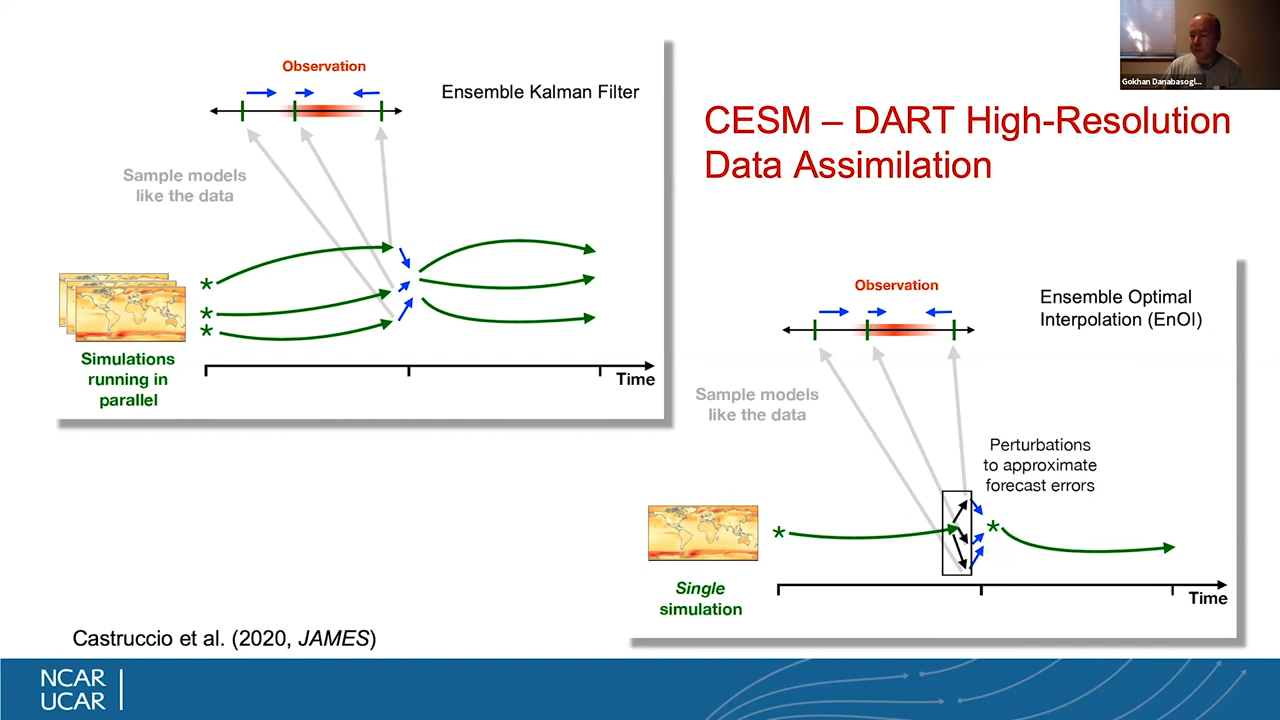 Gokhan Danabasogl...
CESM – DART High-Resolution
Data Assimilation
Observation
Ensemble Kalman Filter
Sample models
like the data
*
*
*
Simulations
running in
parallel
Time
Observation
Ensemble Optimal
Interpolation (EnOI)
Sample models
like the data
Perturbations
to approximate
forecast errors
*
*
Single
simulation
Time
Castruccio et al. (2020, JAMES)
NCAR
UCAR